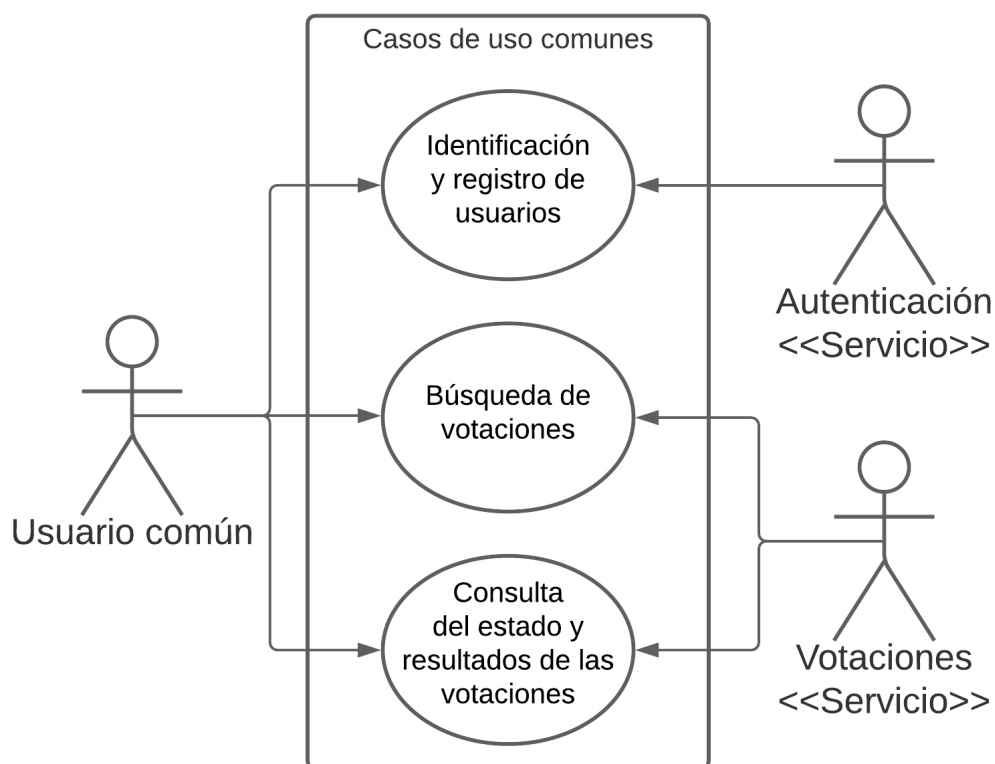 Casos de uso comunes
Identificación
y registro de
usuarios
Autenticación
<<Servicio>>
Búsqueda de
votaciones
Usuario común
Consulta
del estado y
resultados de las
votaciones
Votaciones
<<Servicio>>